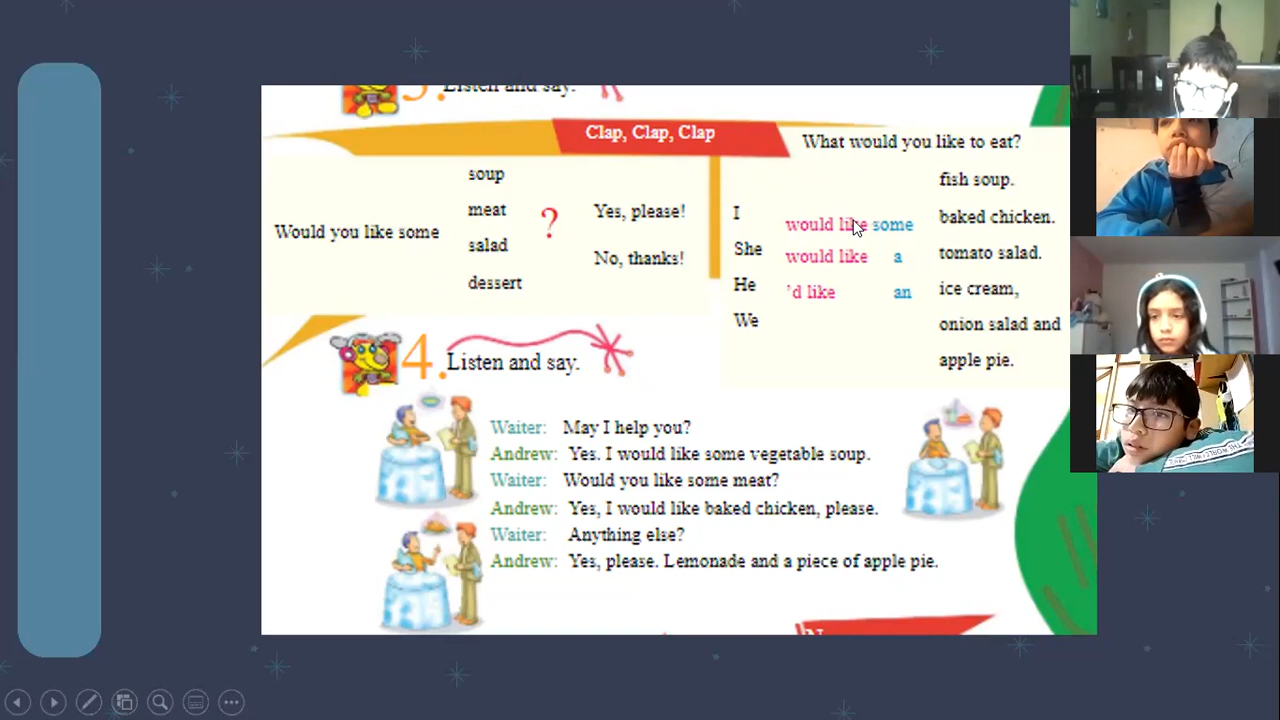 3. Listen and say.
Clap, Clap, Clap
Would you like some
soup
meat
salad
dessert
?
Yes, please!
No, thanks!
What would you like to eat?
I
She
He
We
would like some
would like a
'd like an
fish soup.
baked chicken.
tomato salad.
ice cream,
onion salad and
apple pie.
4. Listen and say.
Waiter: May I help you?
Andrew: Yes. I would like some vegetable soup.
Waiter: Would you like some meat?
Andrew: Yes, I would like baked chicken, please.
Waiter: Anything else?
Andrew: Yes, please. Lemonade and a piece of apple pie.